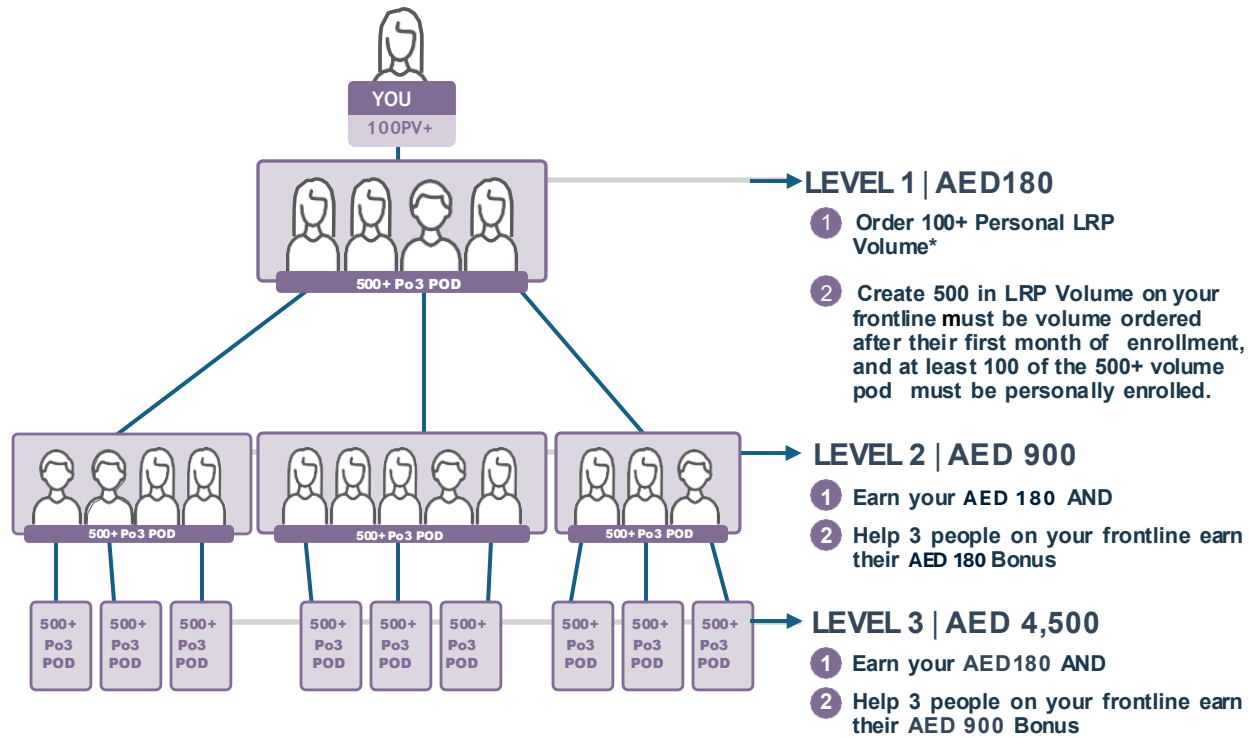 YOU
100PV+
500+ Po3 POD
LEVEL 1 | AED180
1 Order 100+ Personal LRP
Volume*
2 Create 500 in LRP Volume on your
frontline must be volume ordered
after their first month of enrollment,
and at least 100 of the 500+ volume
pod must be personally enrolled.
500+ Po3 POD
500+ Po3 POD
500+ Po3 POD
LEVEL 2 | AED 900
1 Earn your AED 180 AND
2 Help 3 people on your frontline earn
their AED 180 Bonus
500+
Po3
POD
500+
Po3
POD
500+
Po3
POD
500+
Po3
POD
500+
Po3
POD
500+
Po3
POD
500+
Po3
POD
500+
Po3
POD
500+
Po3
POD
LEVEL 3 | AED 4,500
1 Earn your AED180 AND
2 Help 3 people on your frontline earn
their AED 900 Bonus